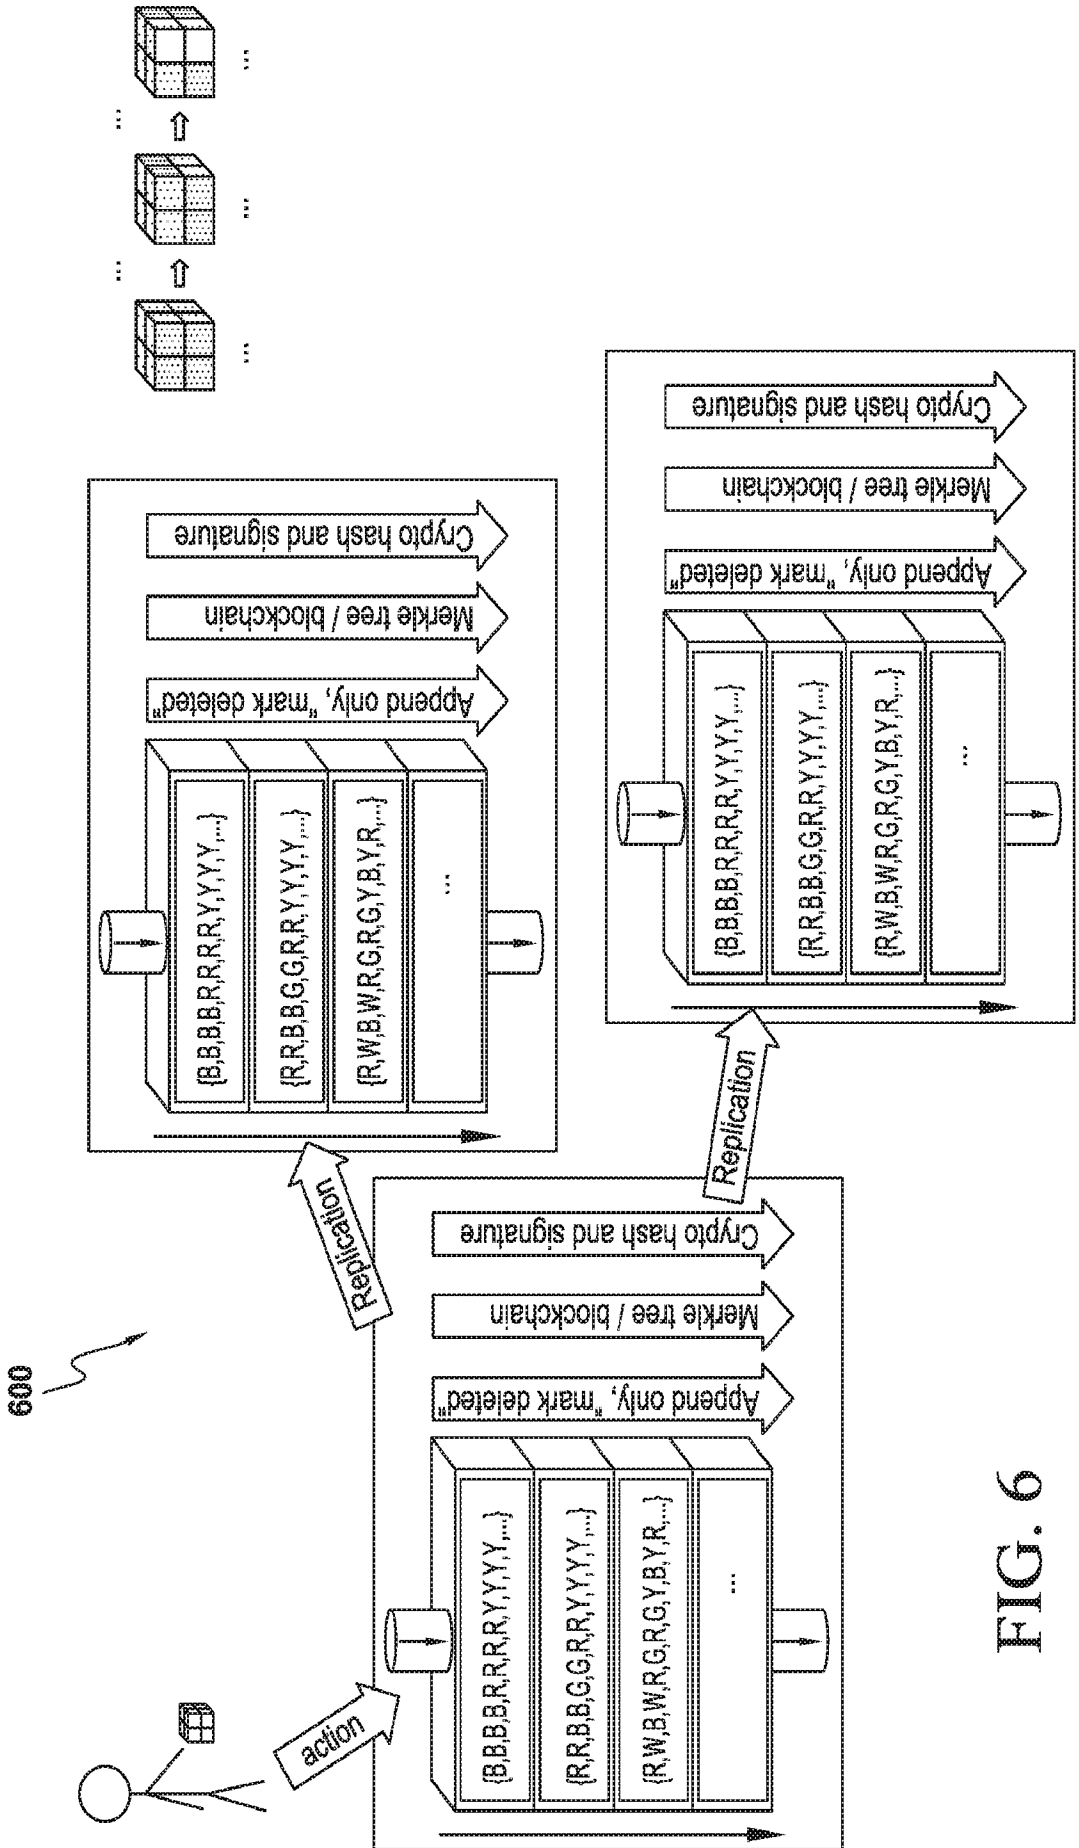 600
action
{B,B,B,B,R,R,R,R,Y,Y,Y,Y,...}
{R,R,B,B,G,G,R,R,Y,Y,Y,Y,...}
{R,W,B,W,R,G,R,G,Y,B,Y,R,...}
...
Append only, "mark deleted"
Merkle tree / blockchain
Crypto hash and signature
Replication
{B,B,B,B,R,R,R,R,Y,Y,Y,Y,...}
{R,R,B,B,G,G,R,R,Y,Y,Y,Y,...}
{R,W,B,W,R,G,R,G,Y,B,Y,R,...}
...
Append only, "mark deleted"
Merkle tree / blockchain
Crypto hash and signature
Replication
{B,B,B,B,R,R,R,R,Y,Y,Y,Y,...}
{R,R,B,B,G,G,R,R,Y,Y,Y,Y,...}
{R,W,B,W,R,G,R,G,Y,B,Y,R,...}
...
Append only, "mark deleted"
Merkle tree / blockchain
Crypto hash and signature
... ...
... ... ...
FIG. 6